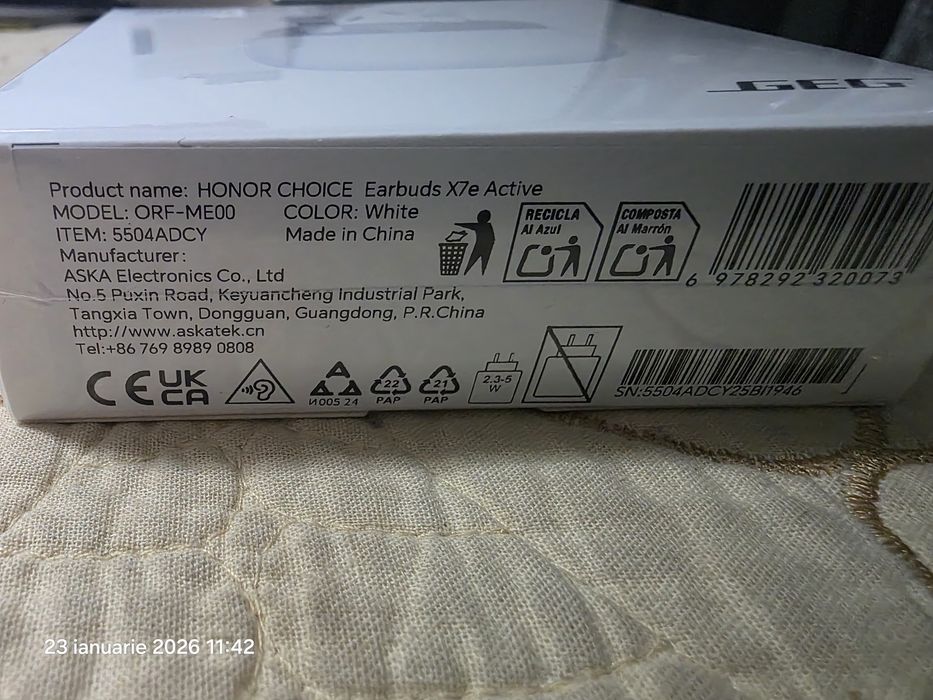 GEG
Product name: HONOR CHOICE Earbuds X7e Active
MODEL: ORF-ME00 COLOR: White
ITEM: 5504ADCY Made in China
Manufacturer:
ASKA Electronics Co., Ltd
No.5 Puxin Road, Keyuancheng Industrial Park,
Tangxia Town, Dongguan, Guangdong, P.R.China
http://www.askatek.cn
Tel:+86 769 8989 0808
RECICLA
Al Azul
COMPOSTA
Al Marrón
6 978292 320073
CE
UK
CA
A
И005 24
22
PAP
21
PAP
2.3-5
W
SN:5504ADCY25BI1946
23 ianuarie 2026 11:42